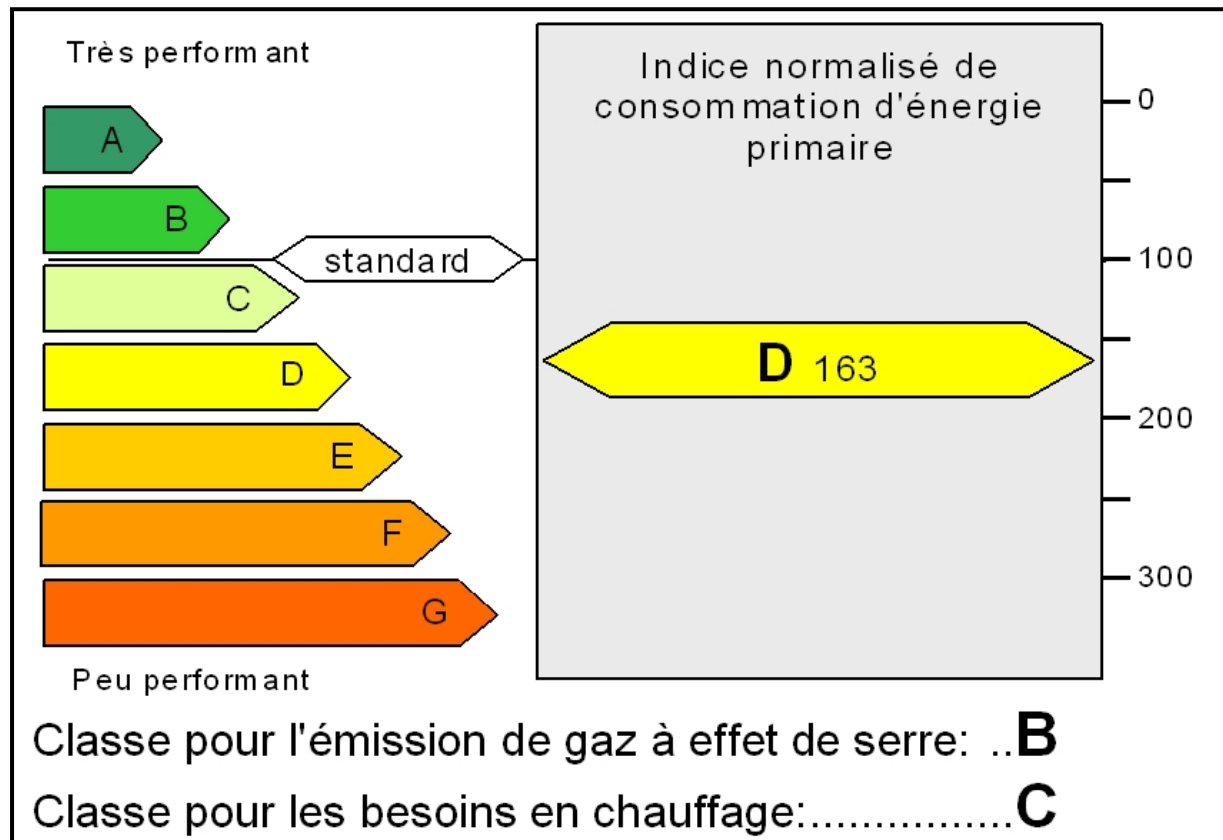 Très performant
A
B
standard
C
D
E
F
G
Peu performant
Indice normalisé de
consommation d'énergie
primaire
D 163
0
100
200
300
Classe pour l'émission de gaz à effet de serre: ..B
Classe pour les besoins en chauffage:................C